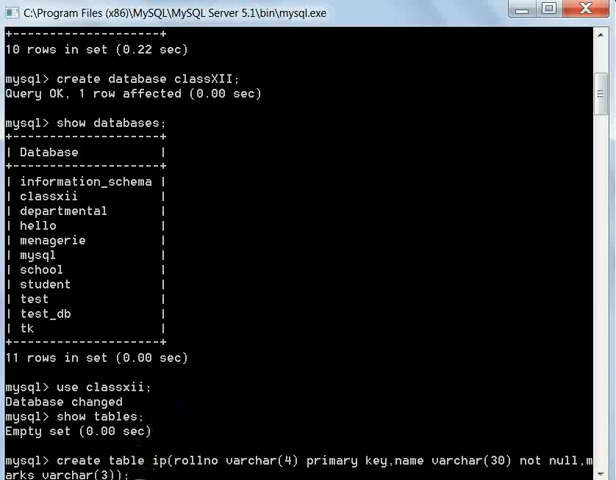 C:\Program Files (x86)\MySQL\MySQL Server 5.1\bin\mysql.exe
+--------------------+
10 rows in set (0.22 sec)
mysql> create database classXII;
Query OK, 1 row affected (0.00 sec)
mysql> show databases;
+--------------------+
| Database           |
+--------------------+
| information_schema |
| classxii           |
| departmental       |
| hello              |
| menagerie          |
| mysql              |
| school             |
| student            |
| test               |
| test_db            |
| tk                 |
+--------------------+
11 rows in set (0.00 sec)
mysql> use classxii;
Database changed
mysql> show tables;
Empty set (0.00 sec)
mysql> create table ip(rollno varchar(4) primary key,name varchar(30) not null,m
arks varchar(3));